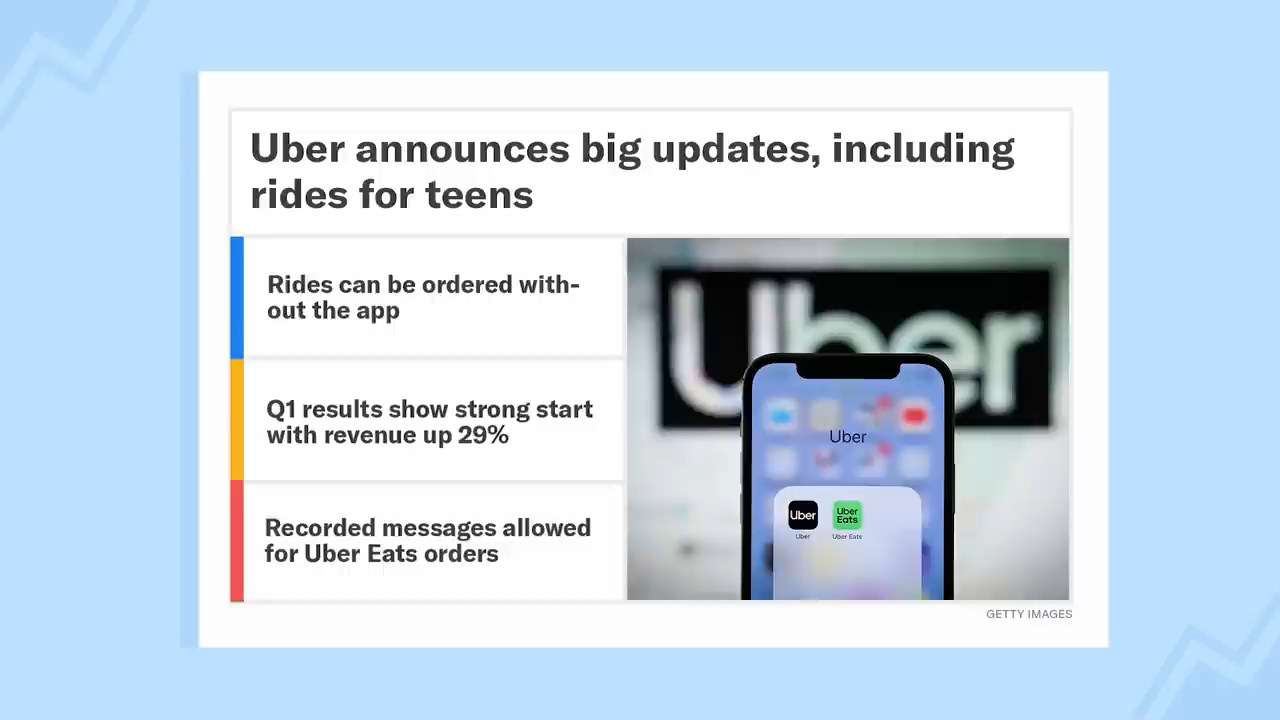 Uber announces big updates, including
rides for teens
Rides can be ordered with-
out the app
Q1 results show strong start
with revenue up 29%
Recorded messages allowed
for Uber Eats orders
Uber
Uber
Uber
Uber
Eats
Uber
Uber Eats
GETTY IMAGES